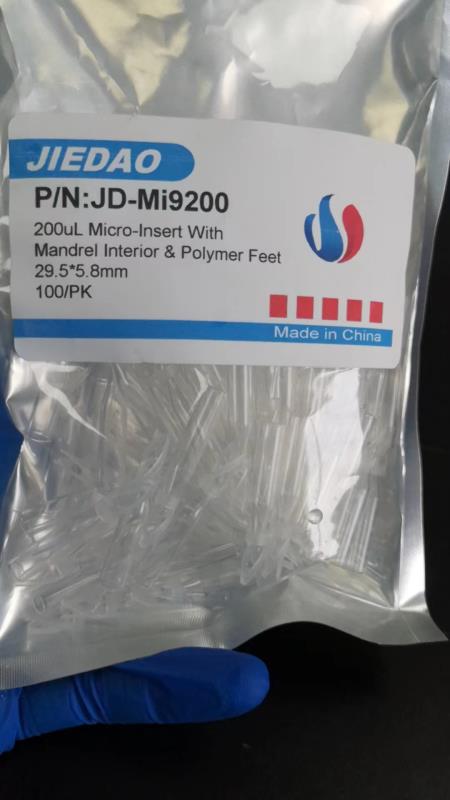 JIEDAO
P/N:JD-Mi9200
200uL Micro-Insert With
Mandrel Interior & Polymer Feet
29.5*5.8mm
100/PK
Made in China